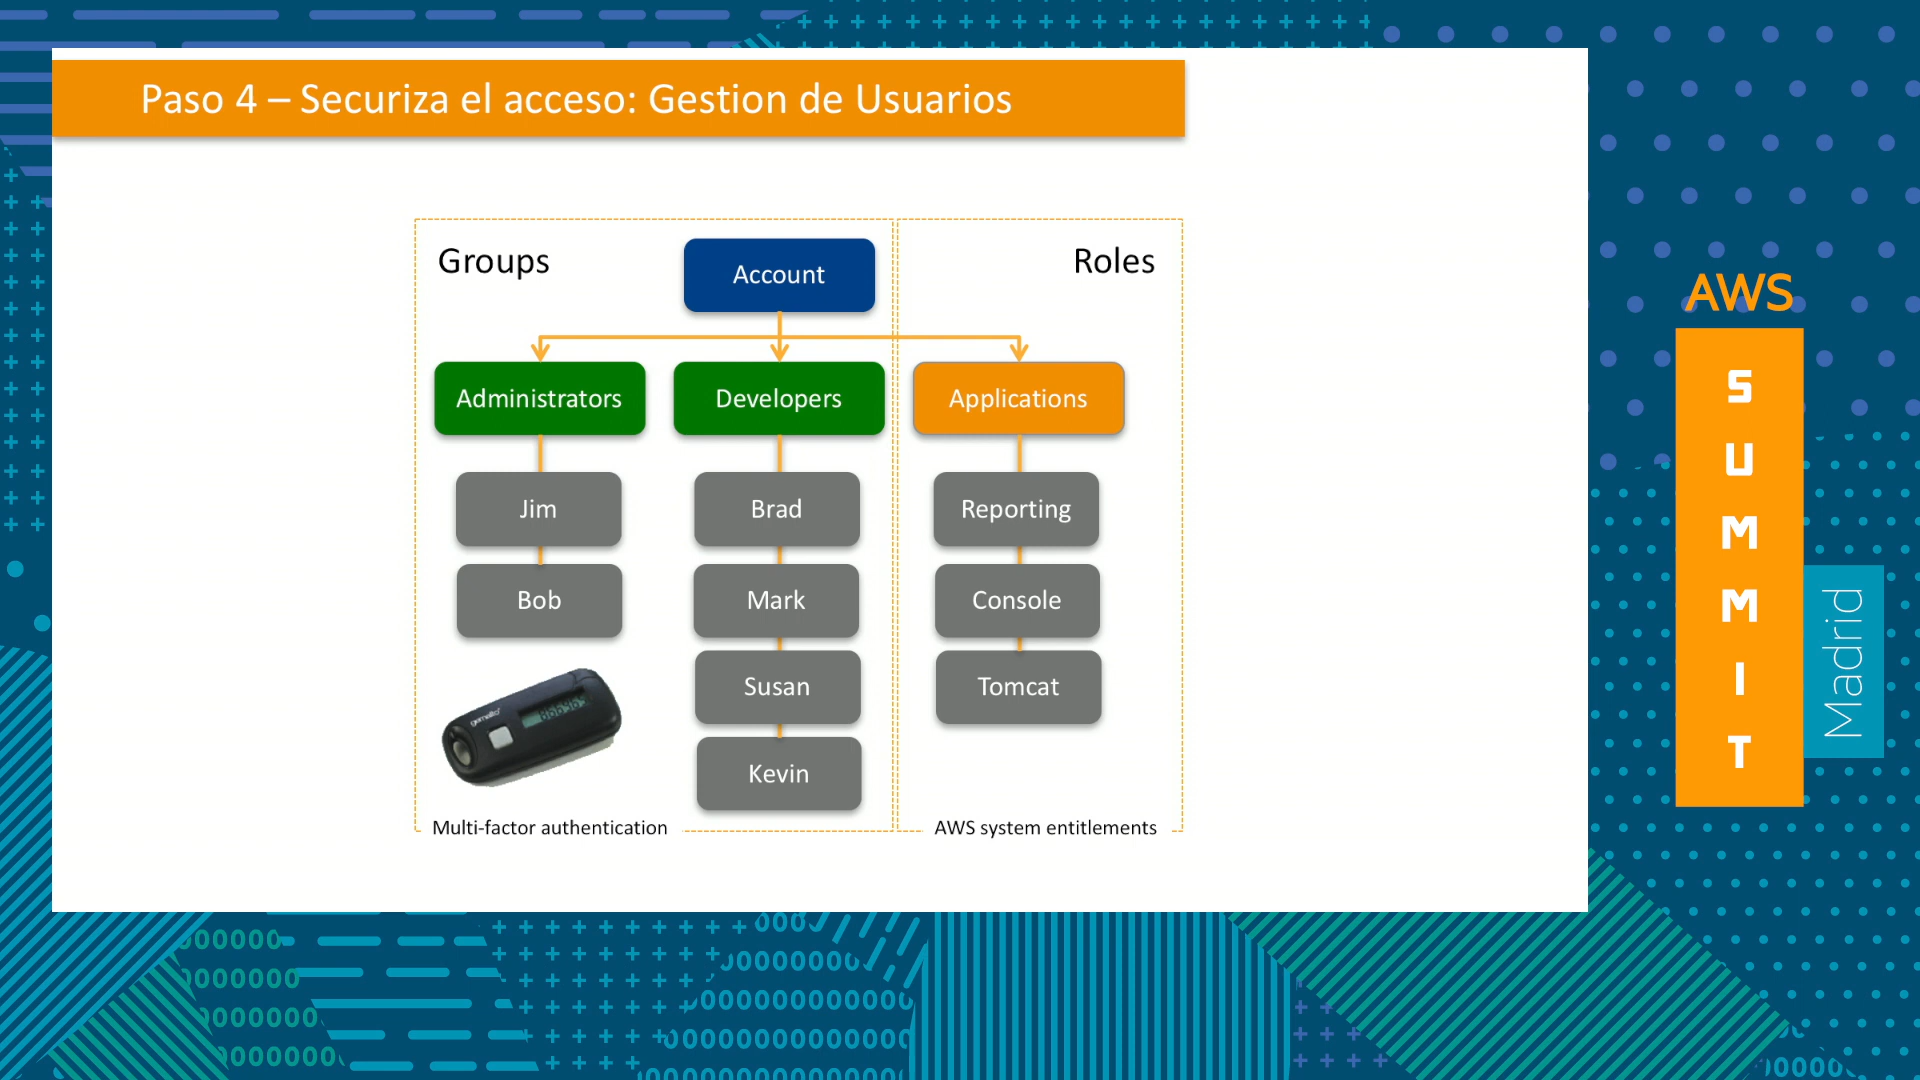 Paso 4 – Securiza el acceso: Gestion de Usuarios
Groups
Roles
Account
Administrators
Developers
Applications
Jim
Brad
Reporting
Bob
Mark
Console
Susan
Tomcat
Kevin
gemalto
Multi-factor authentication
AWS system entitlements
AWS
SUMMIT
Madrid